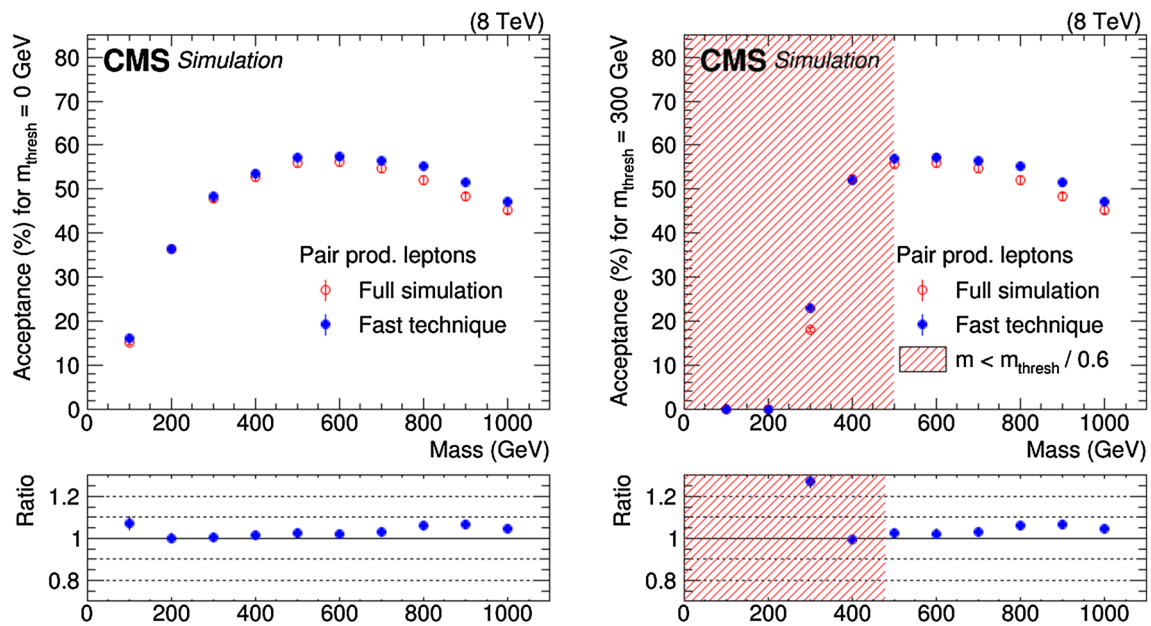 (8 TeV)
CMS Simulation
Acceptance (%) for m_thresh = 0 GeV
80
70
60
50
40
30
20
10
0
Pair prod. leptons
Full simulation
Fast technique
0 200 400 600 800 1000
Mass (GeV)
Ratio
1.2
1
0.8
0 200 400 600 800 1000
(8 TeV)
CMS Simulation
Acceptance (%) for m_thresh = 300 GeV
80
70
60
50
40
30
20
10
0
Pair prod. leptons
Full simulation
Fast technique
m < m_thresh / 0.6
0 200 400 600 800 1000
Mass (GeV)
Ratio
1.2
1
0.8
0 200 400 600 800 1000